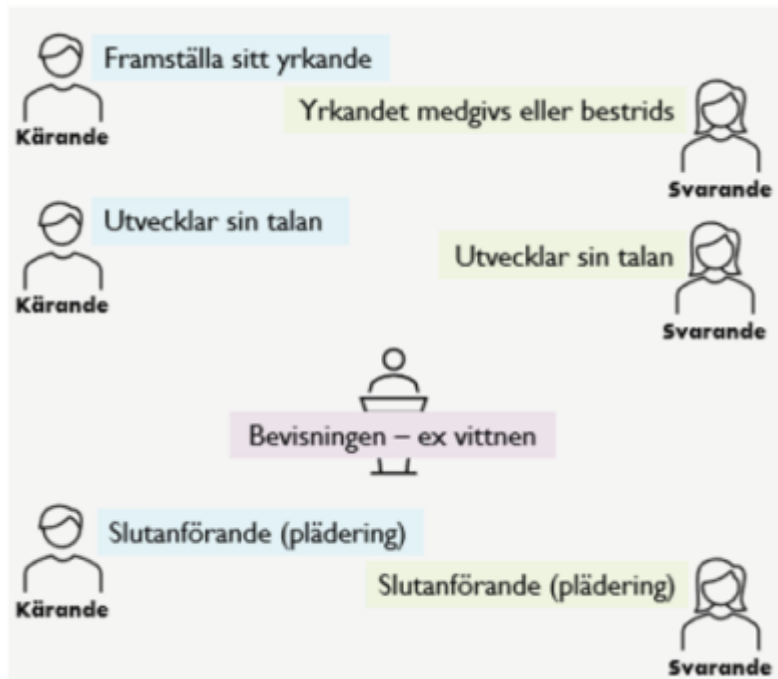 Framställa sitt yrkande
Kärande
Yrkandet medgivs eller bestrids
Svarande
Utvecklar sin talan
Kärande
Utvecklar sin talan
Svarande
Bevisningen – ex vittnen
Slutanförande (plädering)
Kärande
Slutanförande (plädering)
Svarande